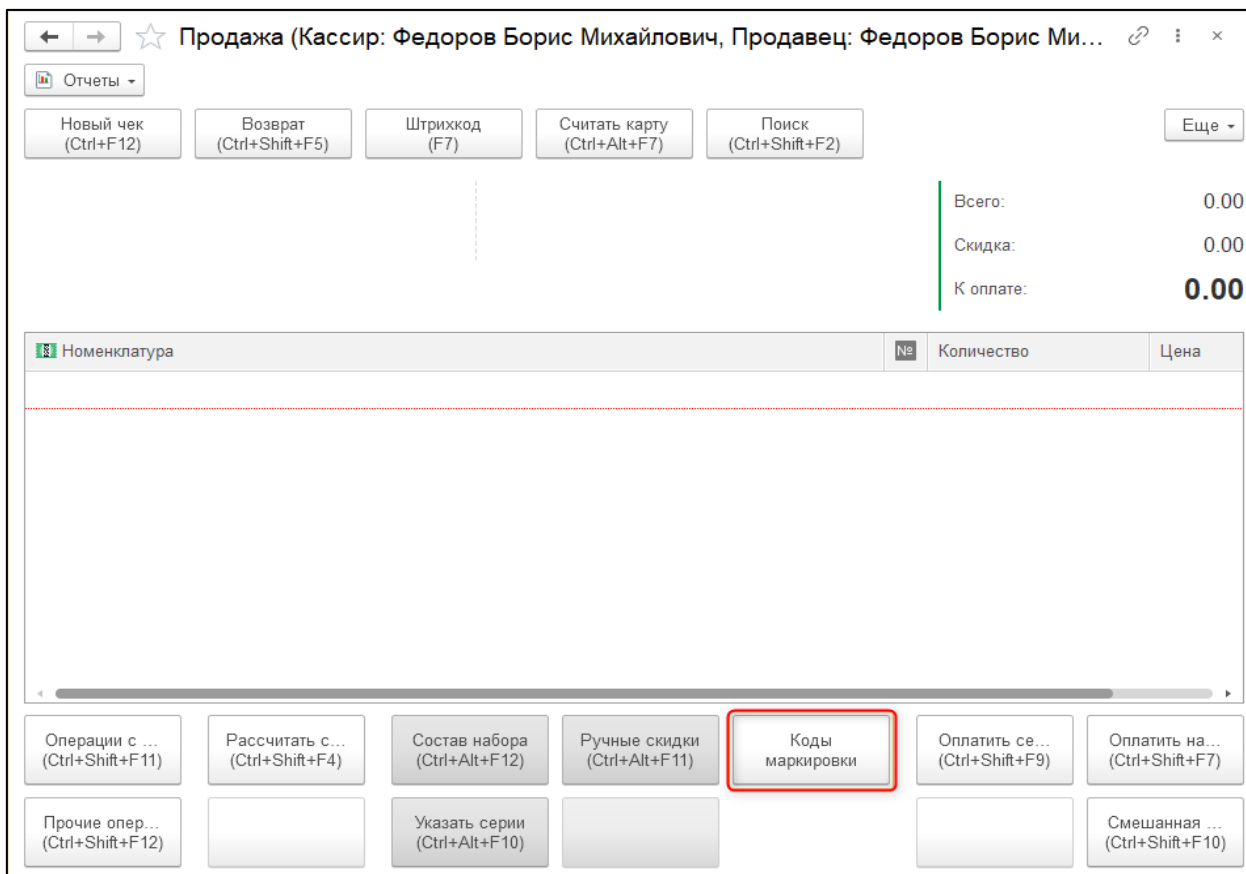 Продажа (Кассир: Федоров Борис Михайлович, Продавец: Федоров Борис Ми...
Отчеты
Новый чек
(Ctrl+F12)
Возврат
(Ctrl+Shift+F5)
Штрихкод
(F7)
Считать карту
(Ctrl+Alt+F7)
Поиск
(Ctrl+Shift+F2)
Еще
Всего: 0.00
Скидка: 0.00
К оплате: 0.00
Номенклатура № Количество Цена
Операции с ...
(Ctrl+Shift+F11)
Рассчитать с...
(Ctrl+Shift+F4)
Состав набора
(Ctrl+Alt+F12)
Ручные скидки
(Ctrl+Alt+F11)
Коды
маркировки
Оплатить се...
(Ctrl+Shift+F9)
Оплатить на...
(Ctrl+Shift+F7)
Прочие опер...
(Ctrl+Shift+F12)
Указать серии
(Ctrl+Alt+F10)
Смешанная ...
(Ctrl+Shift+F10)